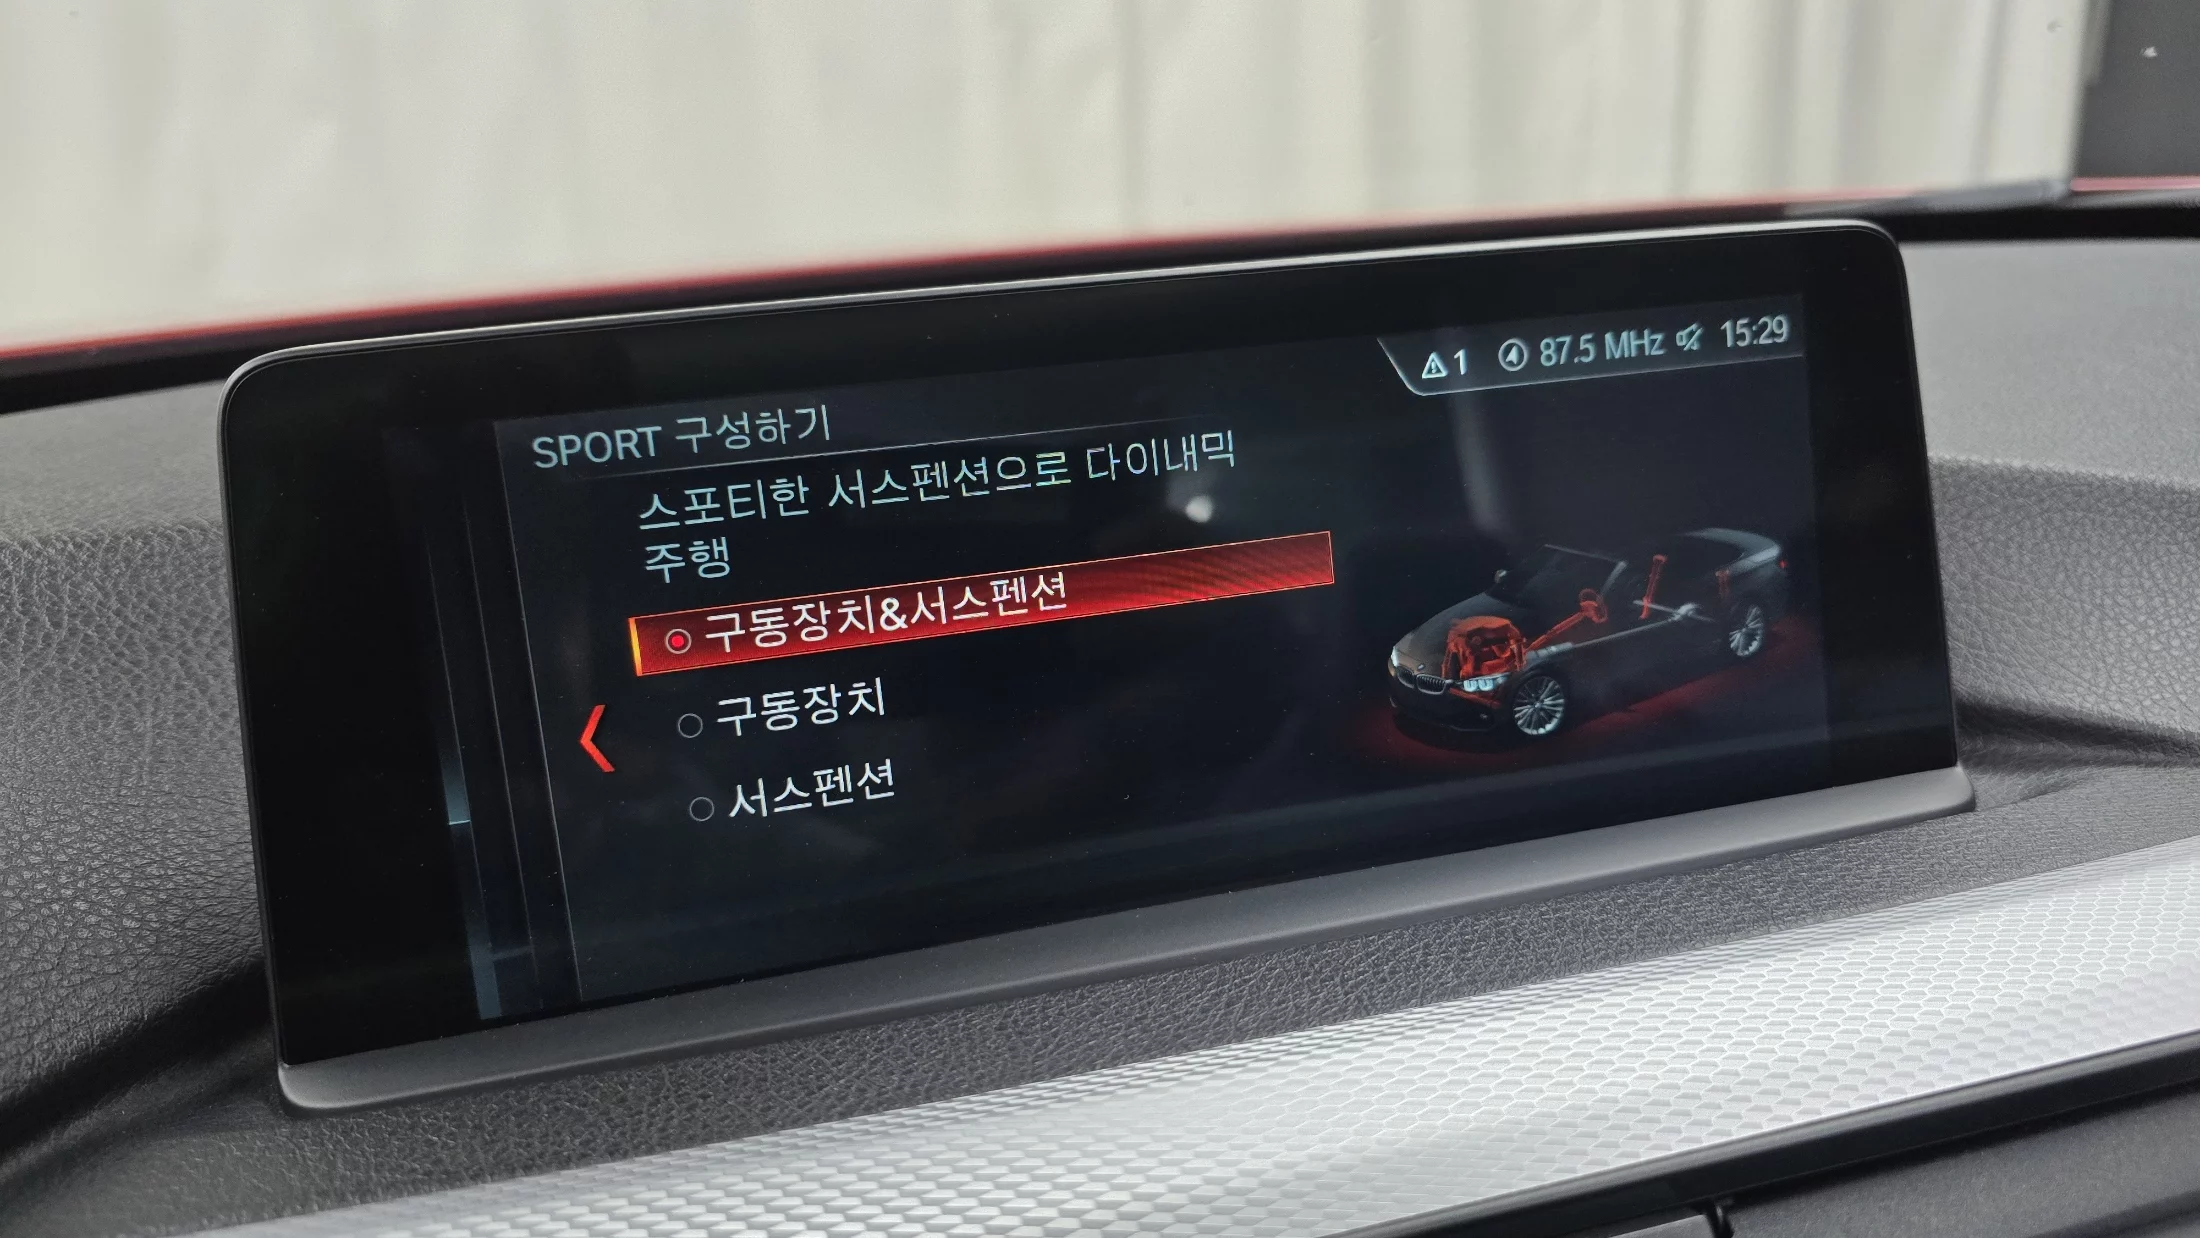 1 87.5 MHz 15:29
SPORT 구성하기
스포티한 서스펜션으로 다이내믹
주행
구동장치&서스펜션
구동장치
서스펜션